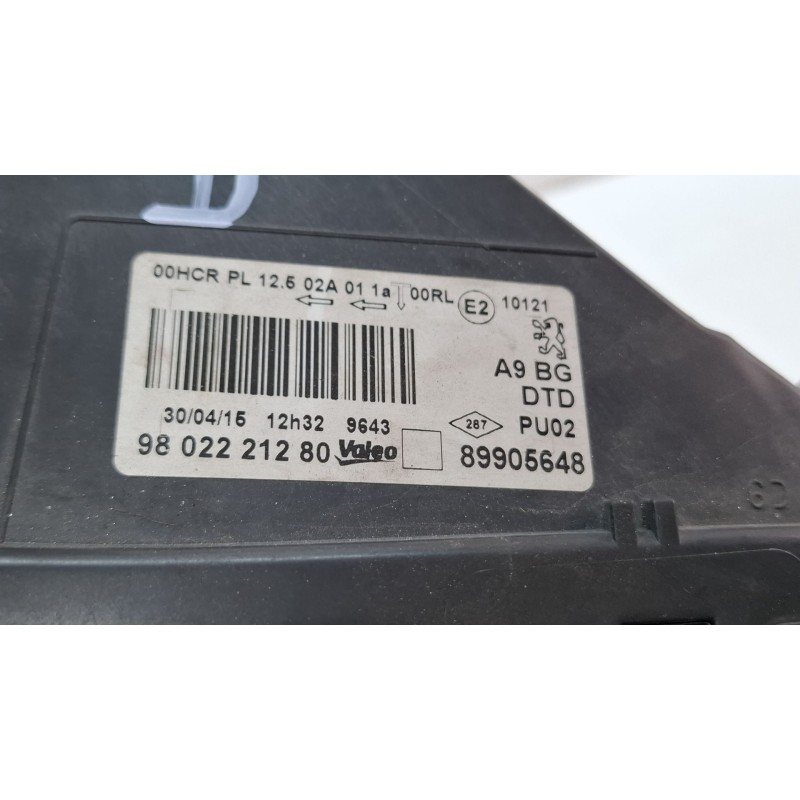 00HCR PL 12.5 02A 01 1a 00RL E2 10121
A9 BG
DTD
30/04/15 12h32 9643 287 PU02
98 022 212 80 Valeo 89905648